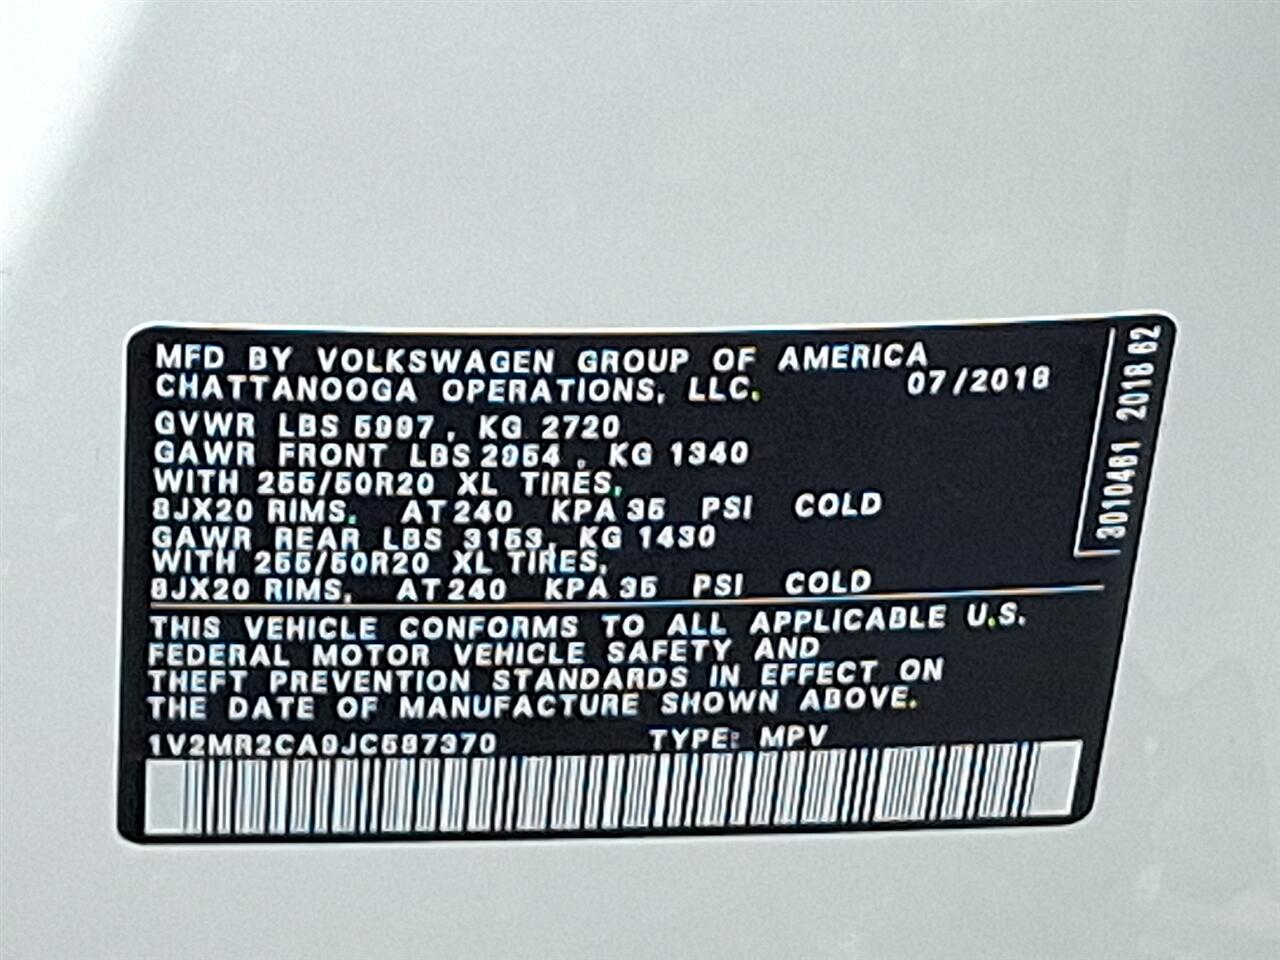 MFD BY VOLKSWAGEN GROUP OF AMERICA
CHATTANOOGA OPERATIONS, LLC. 07/2018
GVWR LBS 5997 , KG 2720
GAWR FRONT LBS 2954 , KG 1340
WITH 255/50R20 XL TIRES,
8JX20 RIMS, AT 240 KPA 35 PSI COLD
GAWR REAR LBS 3153, KG 1430
WITH 255/50R20 XL TIRES,
8JX20 RIMS, AT 240 KPA 35 PSI COLD
THIS VEHICLE CONFORMS TO ALL APPLICABLE U.S.
FEDERAL MOTOR VEHICLE SAFETY AND
THEFT PREVENTION STANDARDS IN EFFECT ON
THE DATE OF MANUFACTURE SHOWN ABOVE.
1V2MR2CA9JC587370 TYPE: MPV